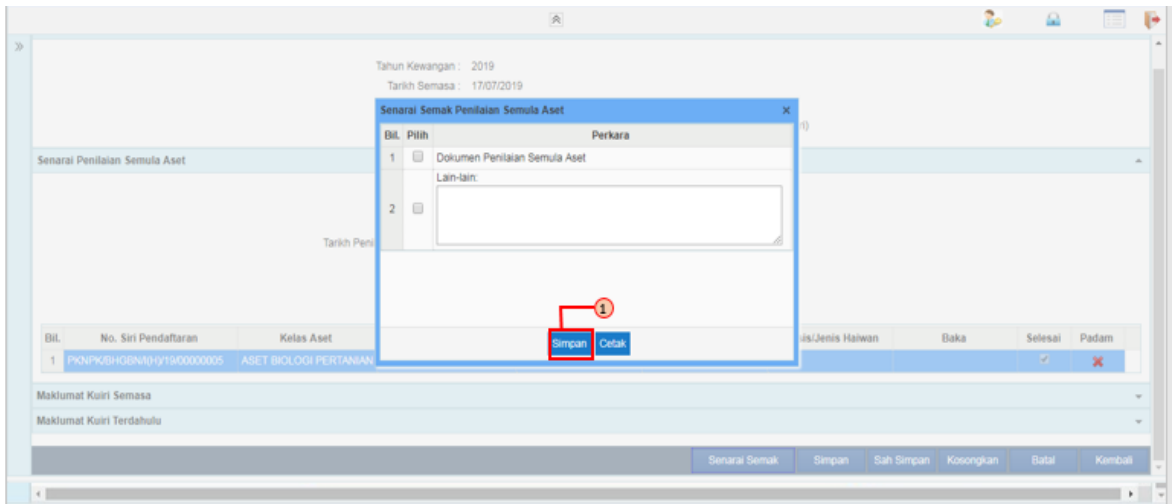 Tahun Kewangan : 2019
Tarikh Semasa : 17/07/2019
Senarai Semak Penilaian Semula Aset
Bil. Pilih Perkara
1 Dokumen Penilaian Semula Aset
2 Lain-lain:
Senarai Penilaian Semula Aset
Tarikh Peni
1
Simpan Cetak
Bil. No. Siri Pendaftaran Kelas Aset is/Jenis Haiwan Baka Selesai Padam
1 PKNPK/BHGBN/I(H)/19/00000005 ASET BIOLOGI PERTANIAN
Maklumat Kuiri Semasa
Maklumat Kuiri Terdahulu
Senarai Semak Simpan Sah Simpan Kosongkan Batal Kembali